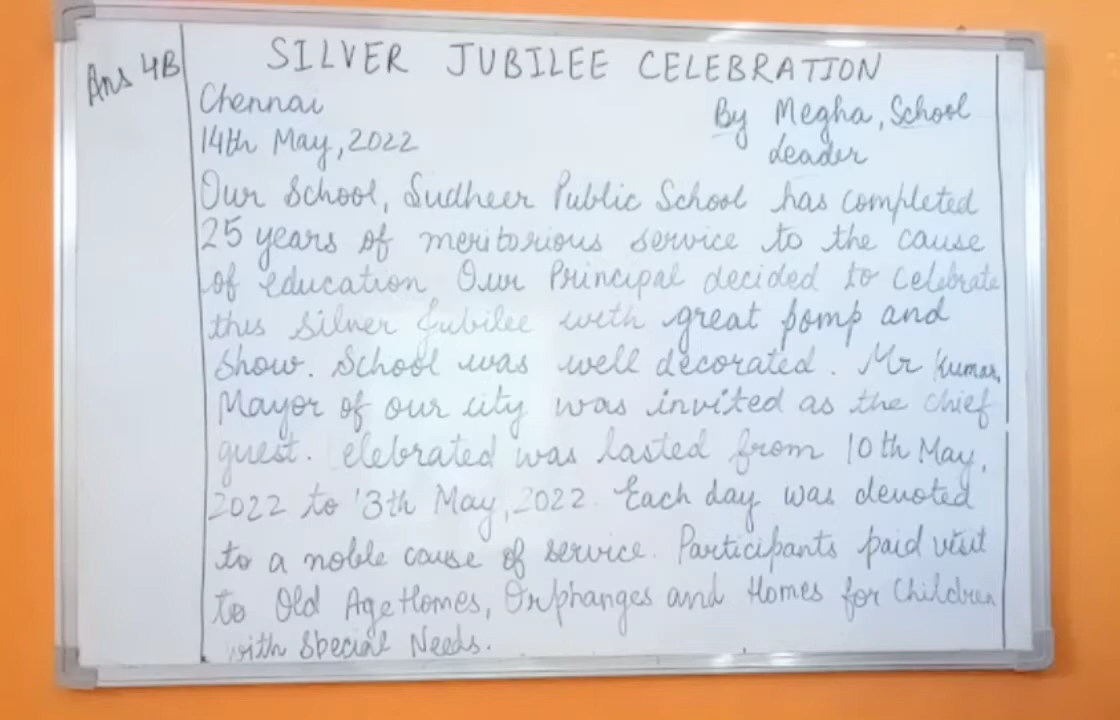 Ans 4B
SILVER JUBILEE CELEBRATION
Chennai
By Megha, School
14th May, 2022
Leader
Our School, Sudheer Public School has completed
25 years of meritorious service to the cause
of education Our Principal decided to celebrate
this Silver Jubilee with great pomp and
show. School was well decorated. Mr Kumar,
Mayor of our city was invited as the chief
guest. elebrated was lasted from 10th May,
2022 to 13th May, 2022. Each day was devoted
to a noble cause of service. Participants paid visit
to Old Age Homes, Orphanges and Homes for Children
with Special Needs.